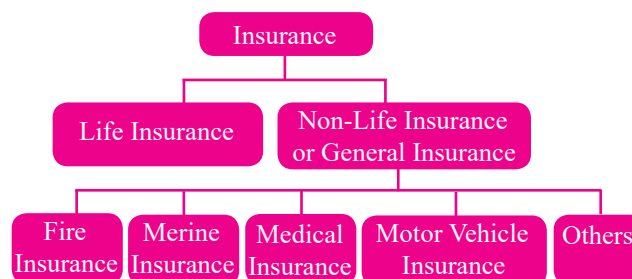 Insurance
Life Insurance
Non-Life Insurance
or General Insurance
Fire
Insurance
Merine
Insurance
Medical
Insurance
Motor Vehicle
Insurance
Others